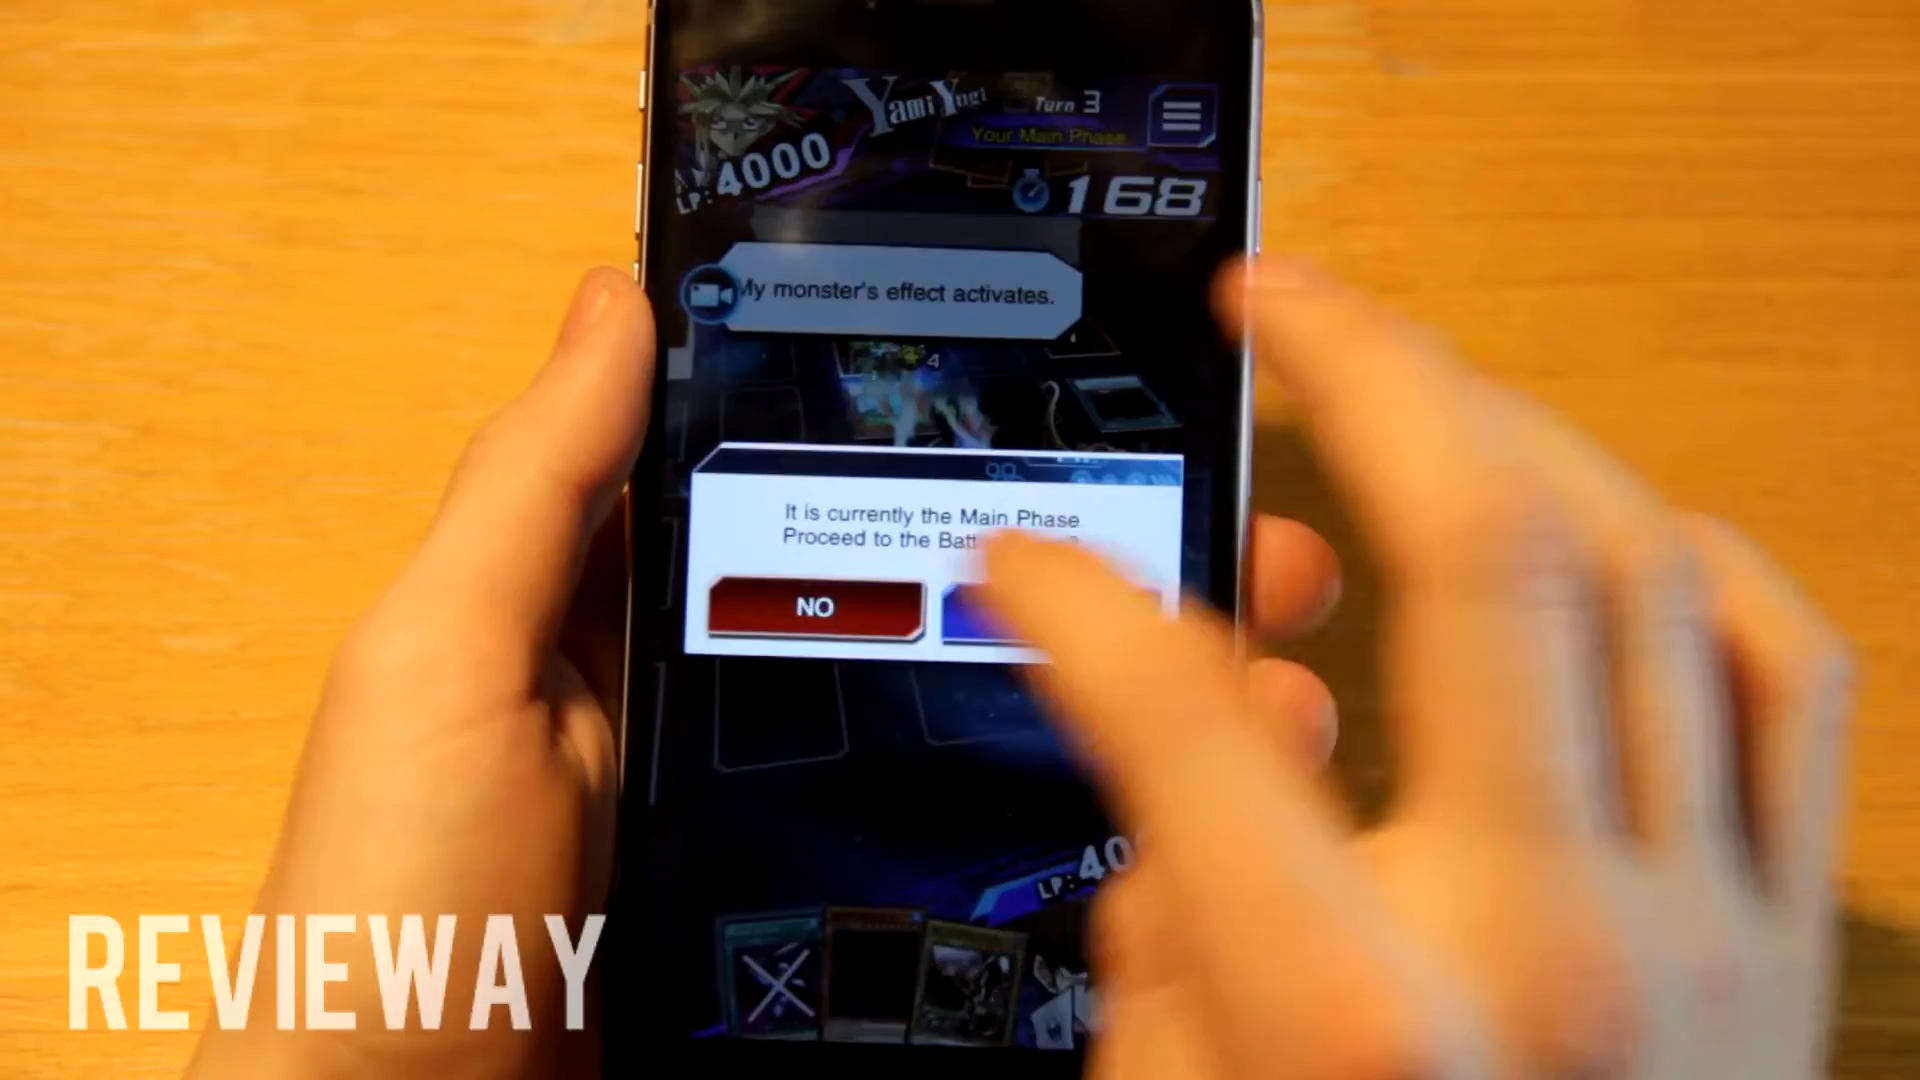 Yami Yugi
Turn 3
Your Main Phase
LP:4000
168
My monster's effect activates.
4
It is currently the Main Phase
Proceed to the
NO
LP:
REVIEWAY